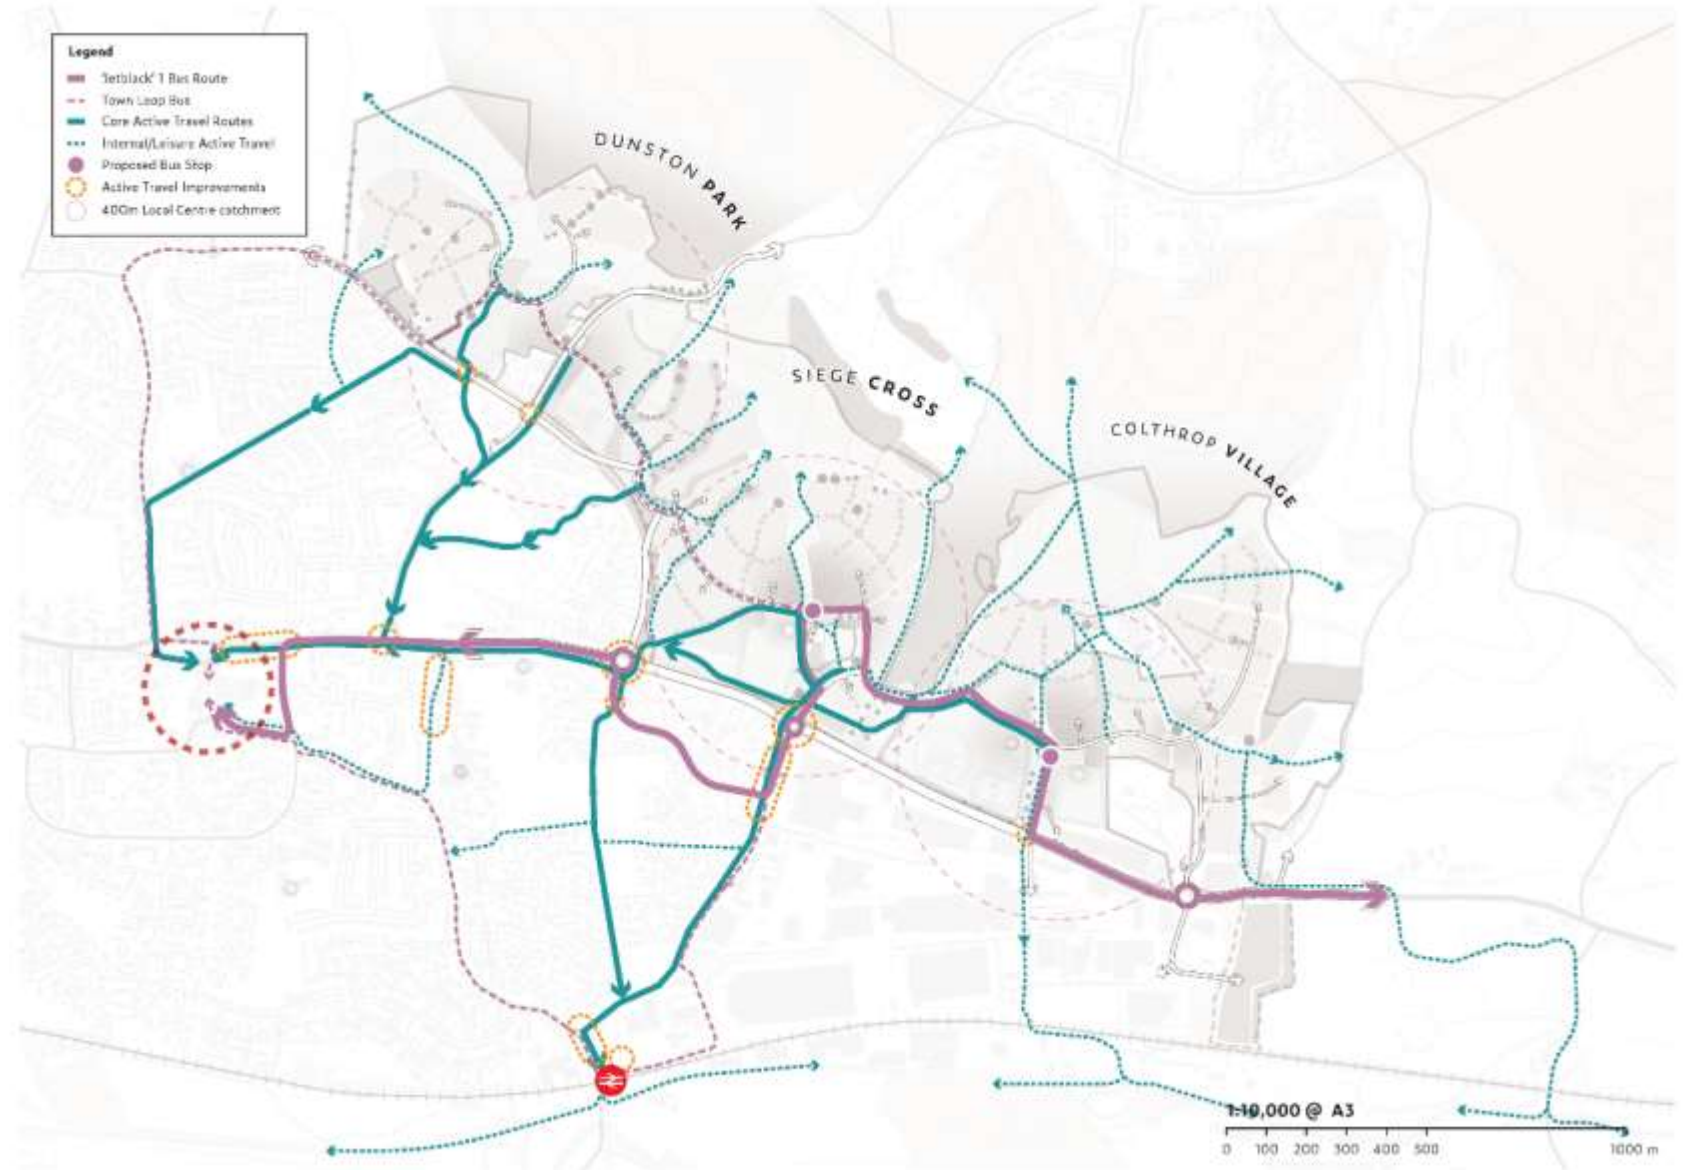 Legend
'Jetblack' 1 Bus Route
Town Loop Bus
Core Active Travel Routes
Internal/Leisure Active Travel
Proposed Bus Stop
Active Travel Improvements
400m Local Centre catchment
DUNSTON PARK
SIEGE CROSS
COLTHROP VILLAGE
1:10,000 @ A3
0 100 200 300 400 500 1000 m